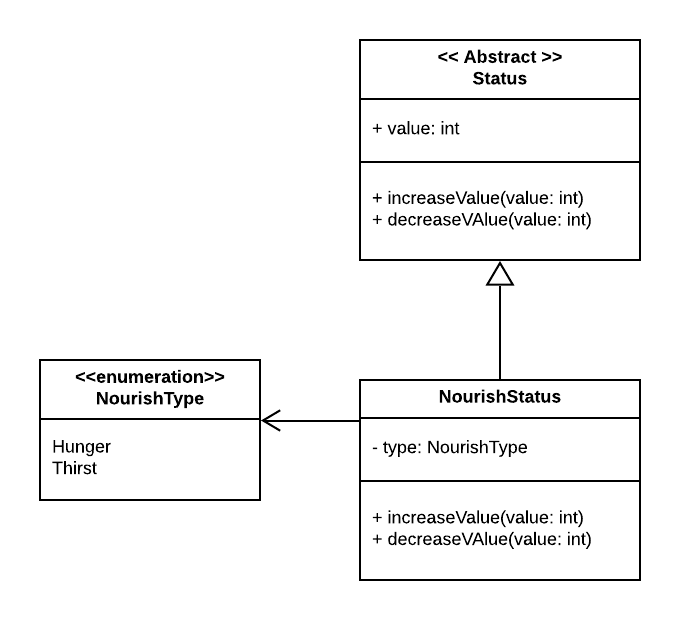 << Abstract >>
Status
+ value: int
+ increaseValue(value: int)
+ decreaseVAlue(value: int)
<<enumeration>>
NourishType
Hunger
Thirst
NourishStatus
- type: NourishType
+ increaseValue(value: int)
+ decreaseVAlue(value: int)